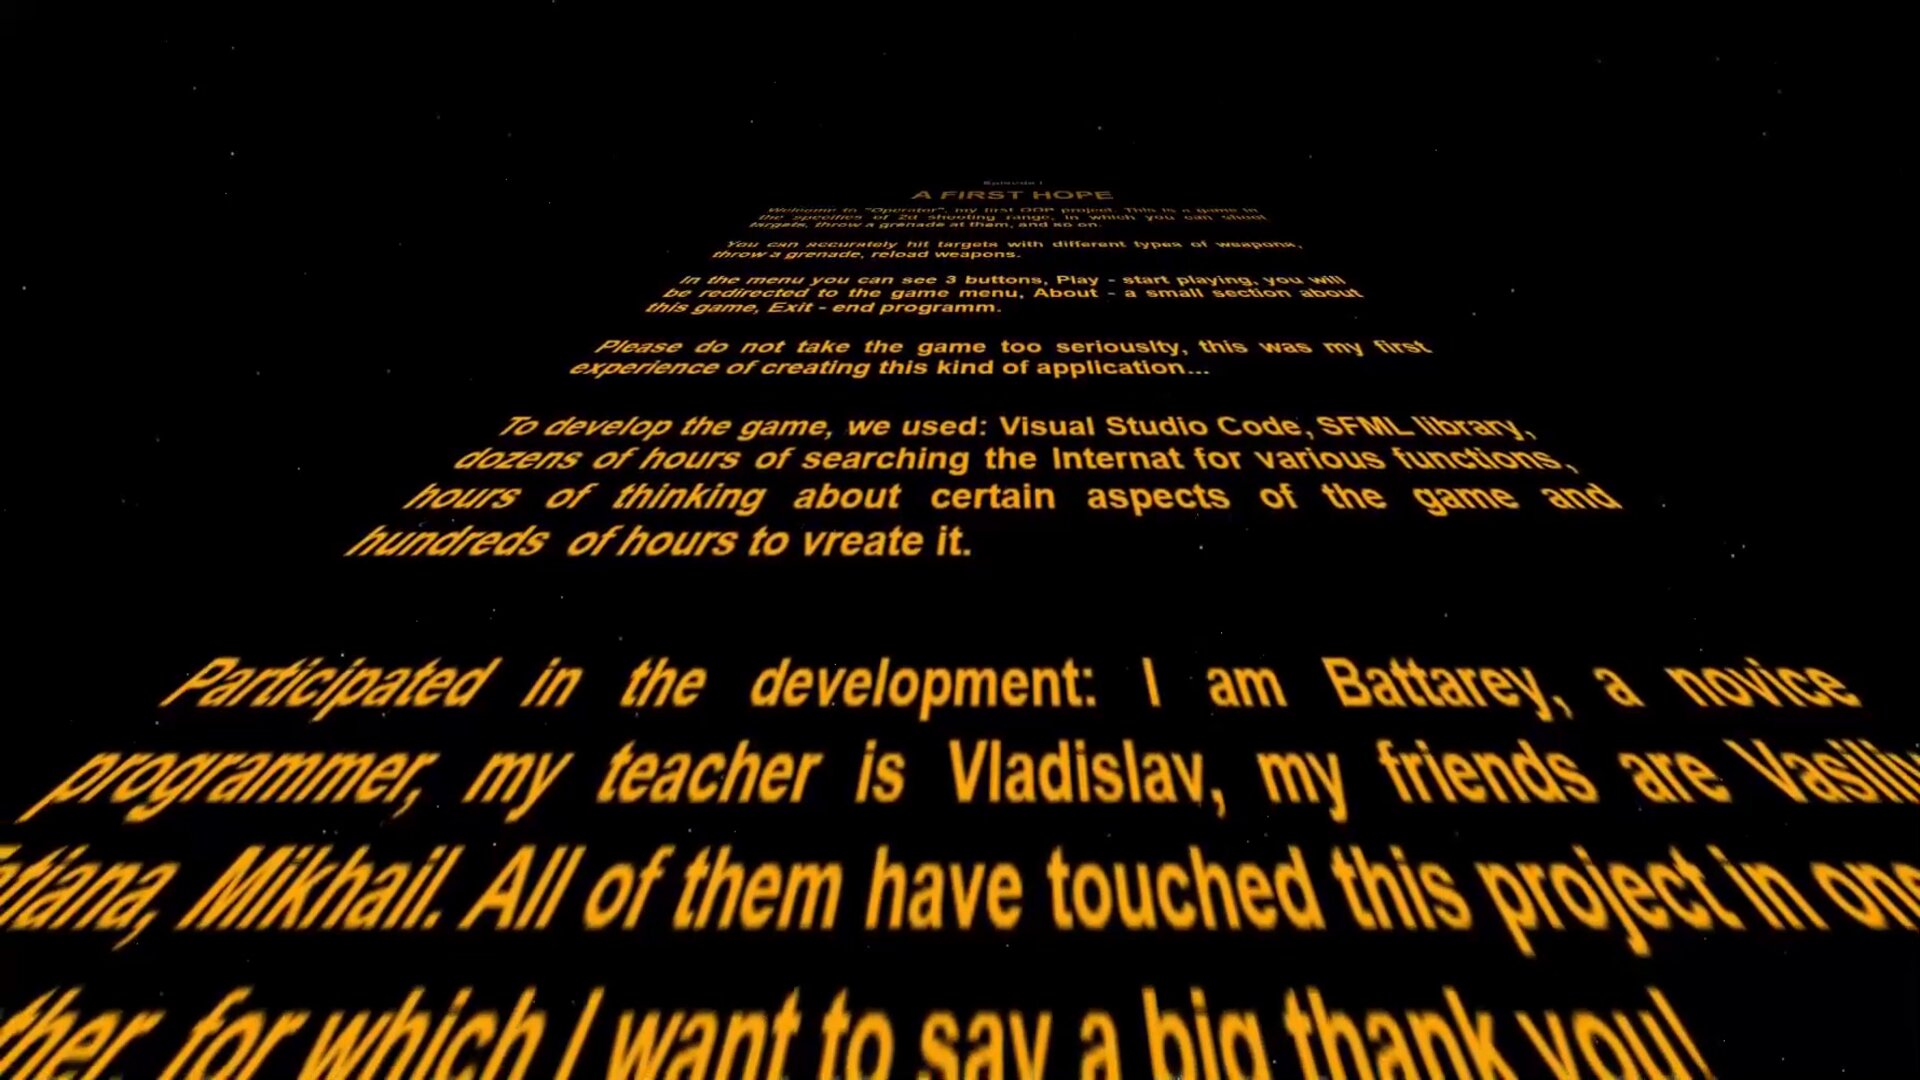 Episode I
A FIRST HOPE
Welcome to "Operator", my first OOP project. This is a game in
the specifics of 2d shooting range, in which you can shoot
targets, throw a grenade at them, and so on.
You can accurately hit targets with different types of weapons,
throw a grenade, reload weapons.
In the menu you can see 3 buttons, Play - start playing, you will
be redirected to the game menu, About - a small section about
this game, Exit - end programm.
Please do not take the game too seriouslty, this was my first
experience of creating this kind of application...
To develop the game, we used: Visual Studio Code, SFML library,
dozens of hours of searching the Internat for various functions,
hours of thinking about certain aspects of the game and
hundreds of hours to vreate it.
Participated in the development: I am Battarey, a novice
programmer, my teacher is Vladislav, my friends are Vasiliy
tiana, Mikhail. All of them have touched this project in one
ther, for which I want to say a big thank you!